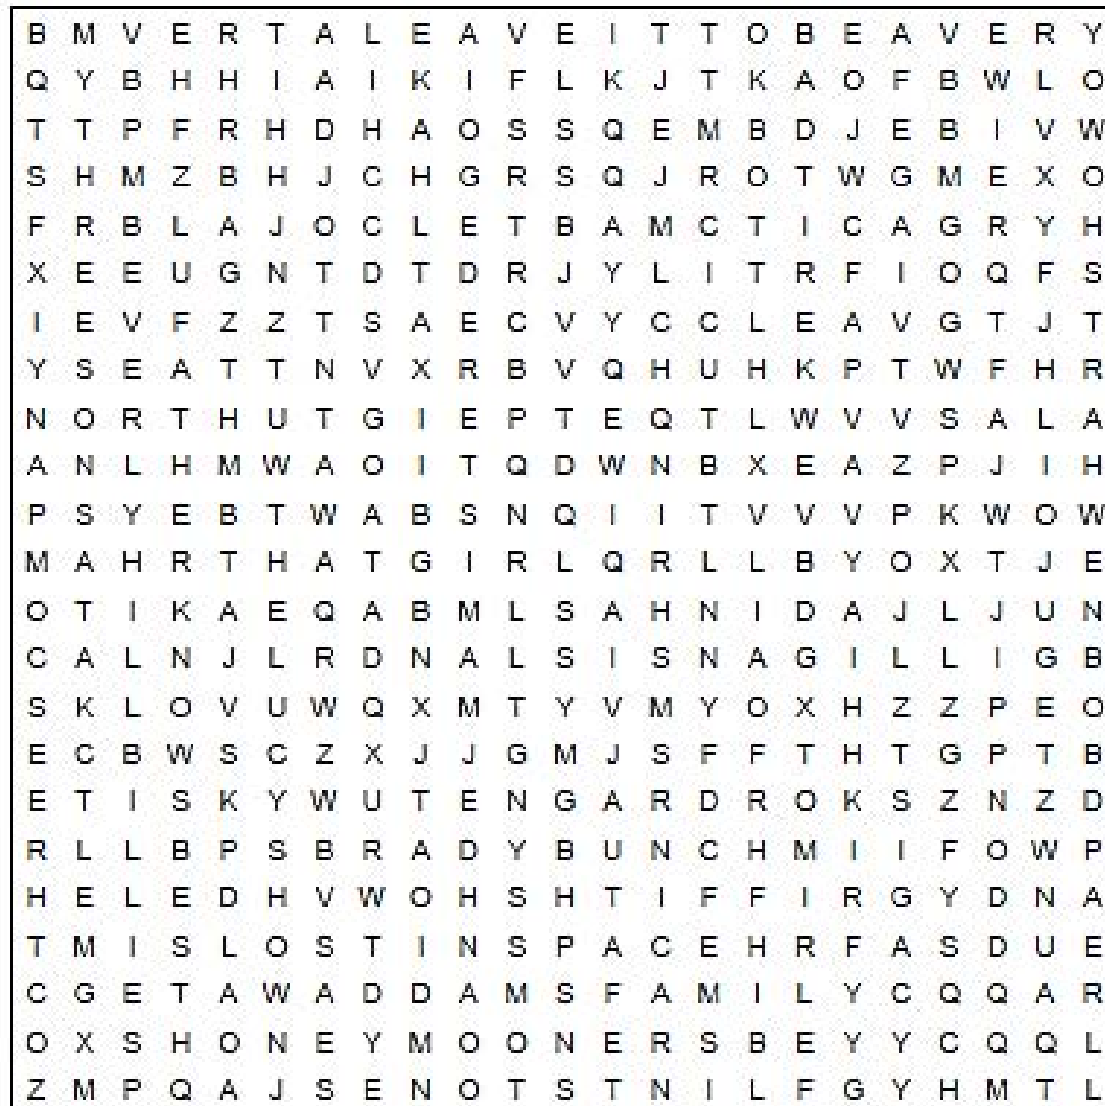 B M V E R T A L E A V E I T T O B E A V E R Y
Q Y B H H I A I K I F L K J T K A O F B W L O
T T P F R H D H A O S S Q E M B D J E B I V W
S H M Z B H J C H G R S Q J R O T W G M E X O
F R B L A J O C L E T B A M C T I C A G R Y H
X E E U G N T D T D R J Y L I T R F I O Q F S
I E V F Z Z T S A E C V Y C C L E A V G T J T
Y S E A T T N V X R B V Q H U H K P T W F H R
N O R T H U T G I E P T E Q T L W V V S A L A
A N L H M W A O I T Q D W N B X E A Z P J I H
P S Y E B T W A B S N Q I I T V V V P K W O W
M A H R T H A T G I R L Q R L L B Y O X T J E
O T I K A E Q A B M L S A H N I D A J L J U N
C A L N J L R D N A L S I S N A G I L L I G B
S K L O V U W Q X M T Y V M Y O X H Z Z P E O
E C B W S C Z X J J G M J S F F T H T G P T B
E T I S K Y W U T E N G A R D R O K S Z N Z D
R L L B P S B R A D Y B U N C H M I I F O W P
H E L E D H V W O H S H T I F F I R G Y D N A
T M I S L O S T I N S P A C E H R F A S D U E
C G E T A W A D D A M S F A M I L Y C Q Q A R
O X S H O N E Y M O O N E R S B E Y Y C Q Q L
Z M P Q A J S E N O T S T N I L F G Y H M T L